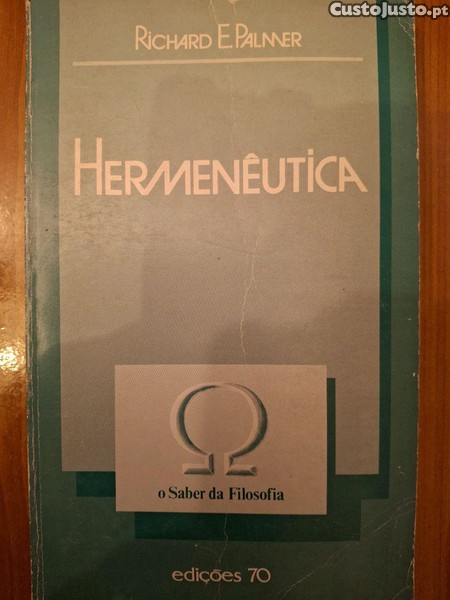 CustoJusto.pt
RICHARD E. PALMER
HERMENÊUTICA
o Saber da Filosofia
edições 70